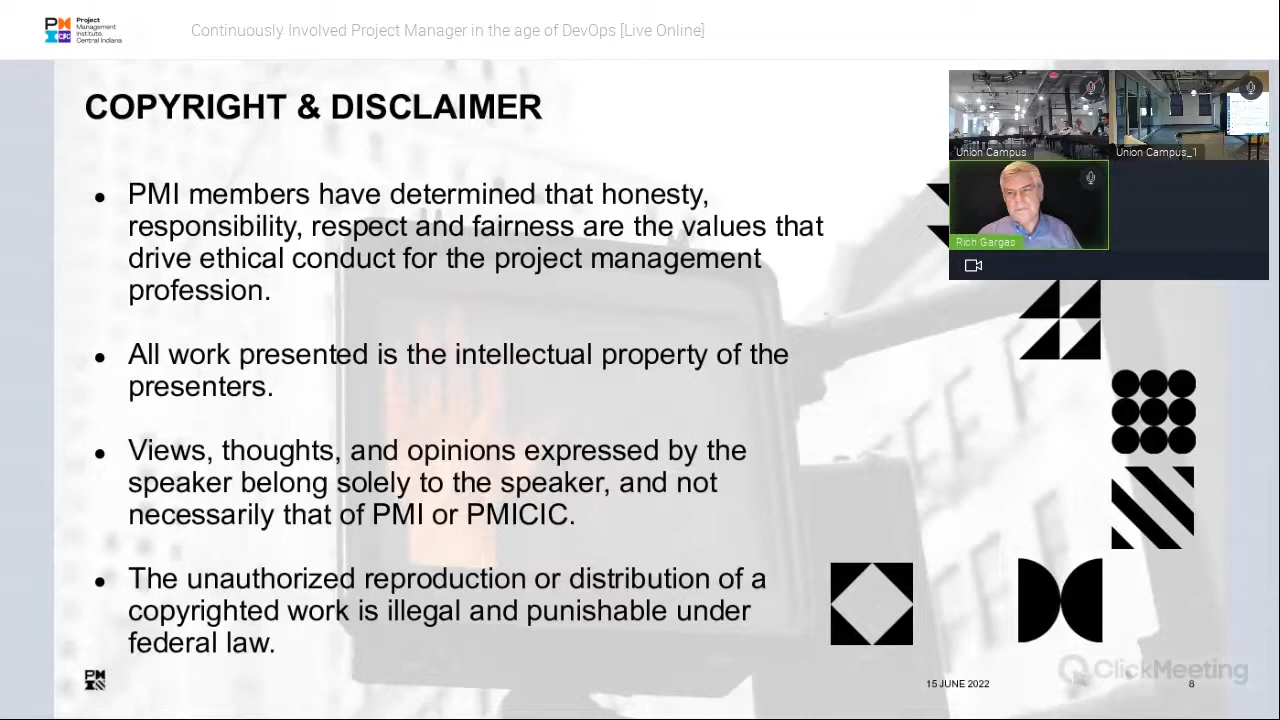 Project
Management
Institute.
Central Indiana
Continuously Involved Project Manager in the age of DevOps [Live Online]
COPYRIGHT & DISCLAIMER
Union Campus
Union Campus_1
Rich Gargas
● PMI members have determined that honesty,
responsibility, respect and fairness are the values that
drive ethical conduct for the project management
profession.
● All work presented is the intellectual property of the
presenters.
● Views, thoughts, and opinions expressed by the
speaker belong solely to the speaker, and not
necessarily that of PMI or PMICIC.
● The unauthorized reproduction or distribution of a
copyrighted work is illegal and punishable under
federal law.
15 JUNE 2022
8
ClickMeeting